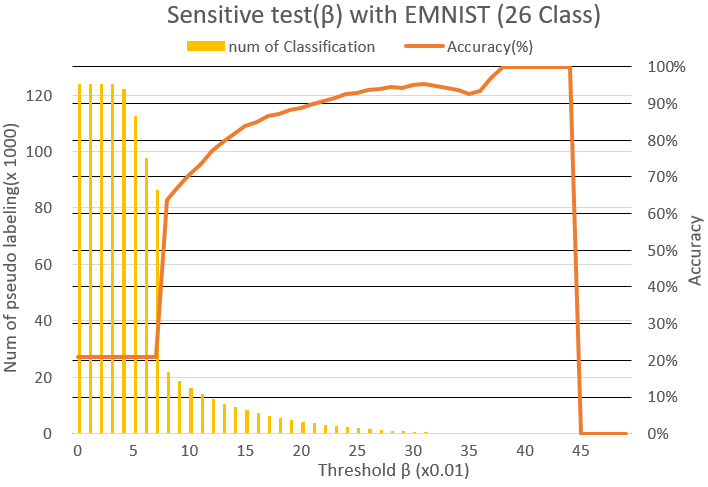 Sensitive test(β) with EMNIST (26 Class)
num of Classification
Accuracy(%)
Num of pseudo labeling(x 1000)
120
100
80
60
40
20
0
100%
90%
80%
70%
60%
50%
40%
30%
20%
10%
0%
Accuracy
0 5 10 15 20 25 30 35 40 45
Threshold β (x0.01)